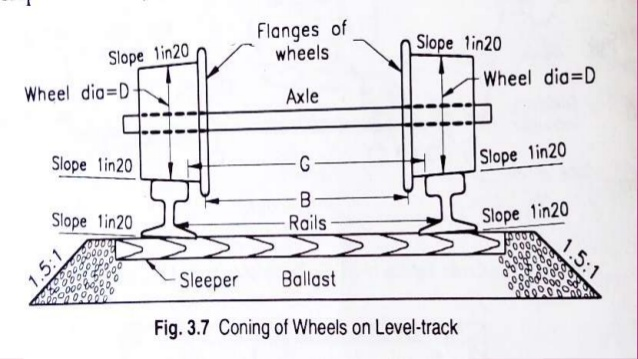 Flanges of
wheels
Slope 1in20
Slope 1in20
Wheel dia=D
Wheel dia=D
Axle
Slope 1in20
G
Slope 1in20
B
Slope 1in20
Rails
Slope 1in20
1.5:1
Sleeper
Ballast
1.5:1
Fig. 3.7 Coning of Wheels on Level-track